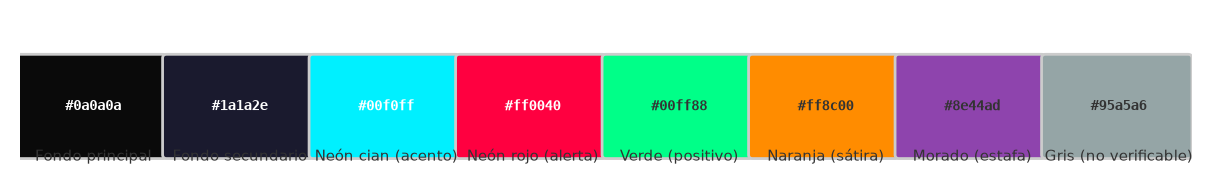 #0a0a0a #1a1a2e #00f0ff #ff0040 #00ff88 #ff8c00 #8e44ad #95a5a6
Fondo principal Fondo secundario Neón cian (acento) Neón rojo (alerta) Verde (positivo) Naranja (sátira) Morado (estafa) Gris (no verificable)